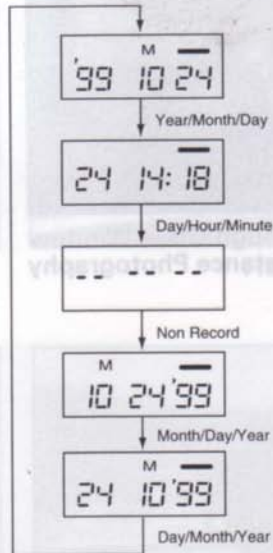 M
'99 10 24
Year/Month/Day
24 14:18
Day/Hour/Minute
-- -- --
Non Record
M
10 24 '99
Month/Day/Year
M
24 10 '99
Day/Month/Year